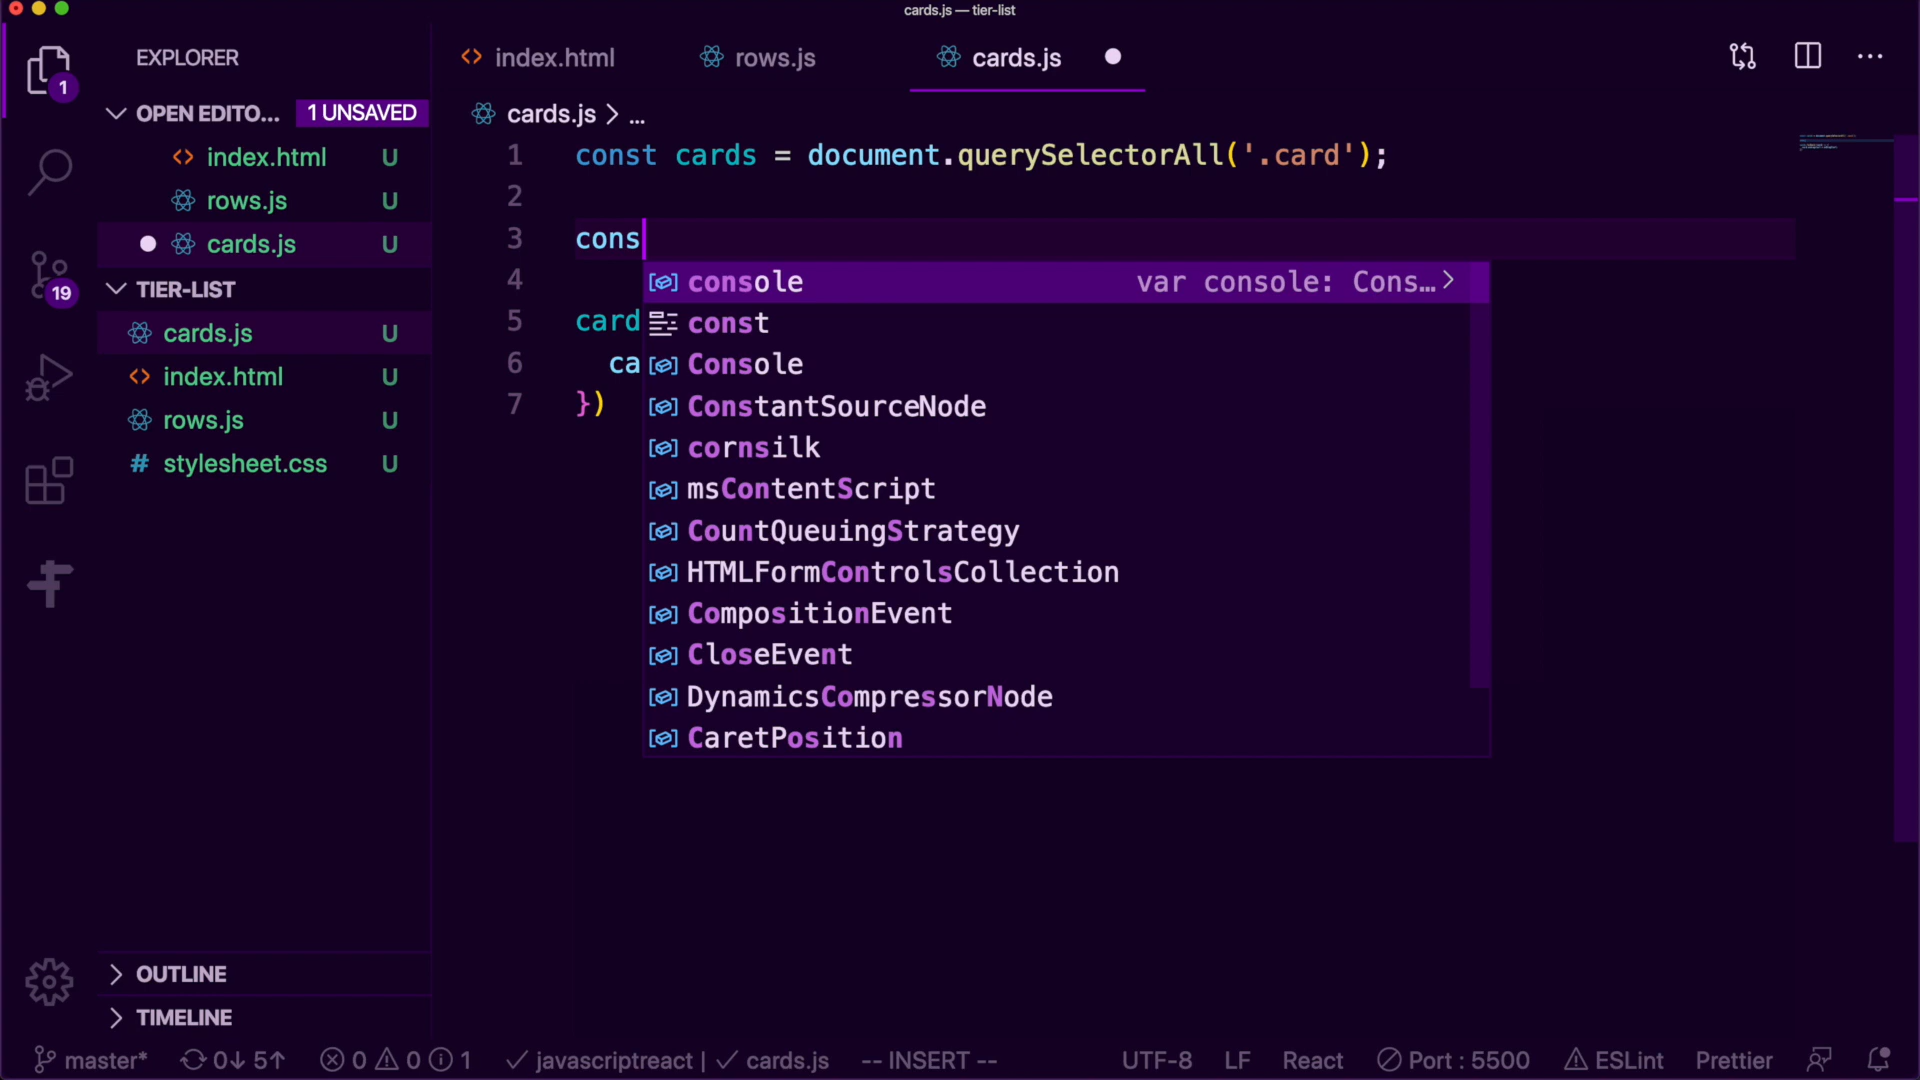 cards.js — tier-list
EXPLORER
index.html
rows.js
cards.js
1
OPEN EDITO...
1 UNSAVED
cards.js > ...
index.html U
rows.js U
cards.js U
19
TIER-LIST
cards.js U
index.html U
rows.js U
stylesheet.css U
1 const cards = document.querySelectorAll('.card');
2
3 cons
4
5 card
6 ca
7 })
console var console: Cons...
const
Console
ConstantSourceNode
cornsilk
msContentScript
CountQueuingStrategy
HTMLFormControlsCollection
CompositionEvent
CloseEvent
DynamicsCompressorNode
CaretPosition
OUTLINE
TIMELINE
master* 0↓ 5↑ 0 0 1 javascriptreact | cards.js -- INSERT -- UTF-8 LF React Port : 5500 ESLint Prettier